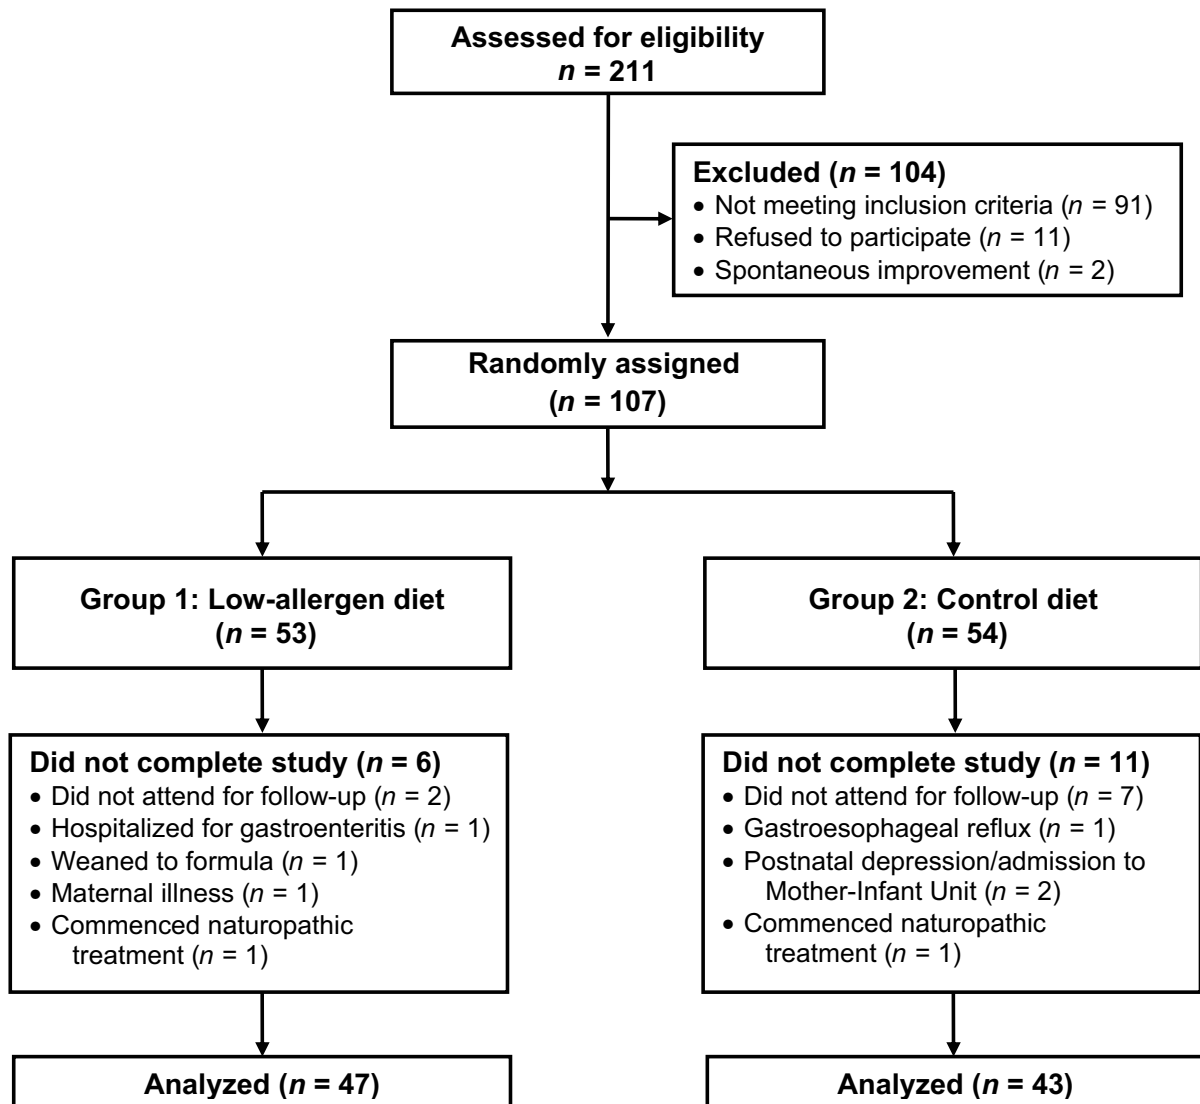 Assessed for eligibility
n = 211
Excluded (n = 104)
• Not meeting inclusion criteria (n = 91)
• Refused to participate (n = 11)
• Spontaneous improvement (n = 2)
Randomly assigned
(n = 107)
Group 1: Low-allergen diet
(n = 53)
Group 2: Control diet
(n = 54)
Did not complete study (n = 6)
• Did not attend for follow-up (n = 2)
• Hospitalized for gastroenteritis (n = 1)
• Weaned to formula (n = 1)
• Maternal illness (n = 1)
• Commenced naturopathic
treatment (n = 1)
Did not complete study (n = 11)
• Did not attend for follow-up (n = 7)
• Gastroesophageal reflux (n = 1)
• Postnatal depression/admission to
Mother-Infant Unit (n = 2)
• Commenced naturopathic
treatment (n = 1)
Analyzed (n = 47)
Analyzed (n = 43)